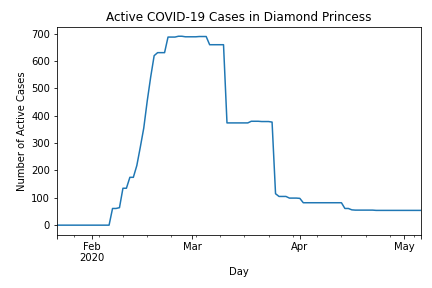 Active COVID-19 Cases in Diamond Princess
Number of Active Cases
700
600
500
400
300
200
100
0
Feb
2020
Mar
Apr
May
Day